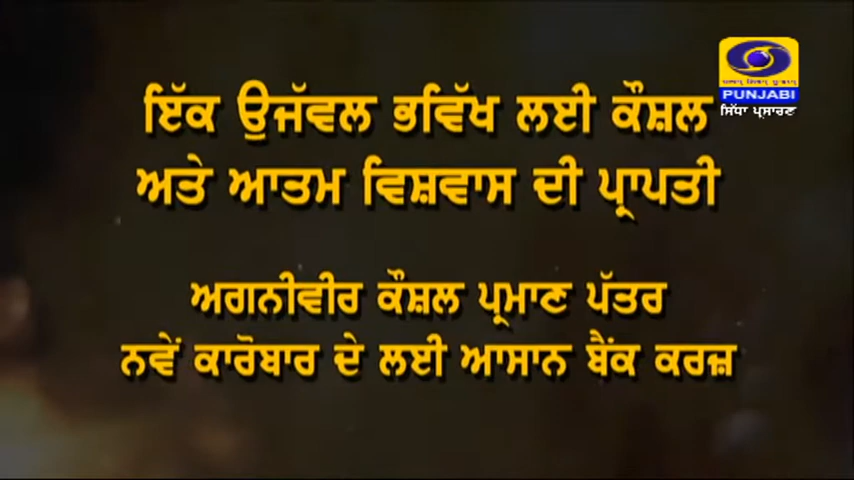 PUNJABI
ਸਿੱਧਾ ਪ੍ਰਸਾਰਣ
ਇੱਕ ਉਜੱਵਲ ਭਵਿੱਖ ਲਈ ਕੌਸ਼ਲ
ਅਤੇ ਆਤਮ ਵਿਸ਼ਵਾਸ ਦੀ ਪ੍ਰਾਪਤੀ
ਅਗਨੀਵੀਰ ਕੌਸ਼ਲ ਪ੍ਰਮਾਣ ਪੱਤਰ
ਨਵੇਂ ਕਾਰੋਬਾਰ ਦੇ ਲਈ ਆਸਾਨ ਬੈਂਕ ਕਰਜ਼